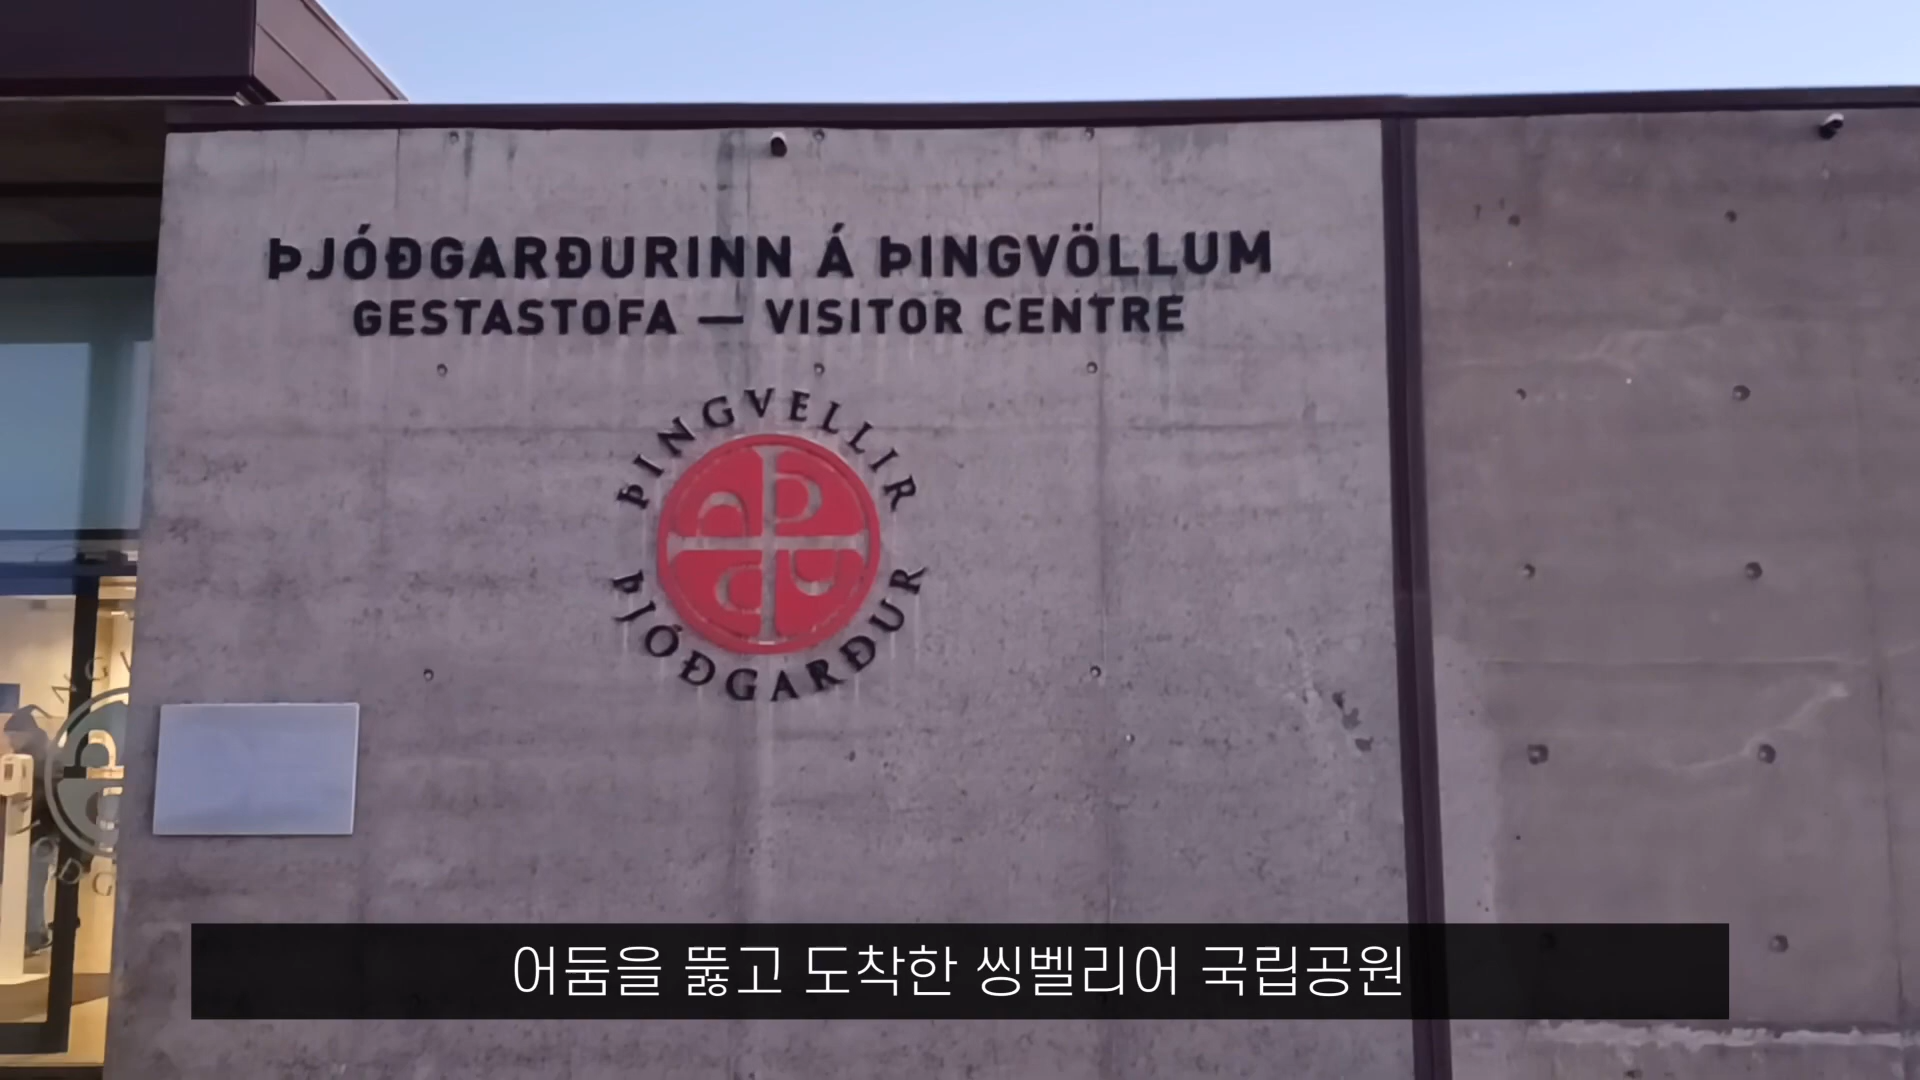 ÞJÓÐGARÐURINN Á ÞINGVÖLLUM
GESTASTOFA — VISITOR CENTRE
ÞINGVELLIR
ÞJÓÐGARÐUR
어둠을 뚫고 도착한 씽벨리어 국립공원